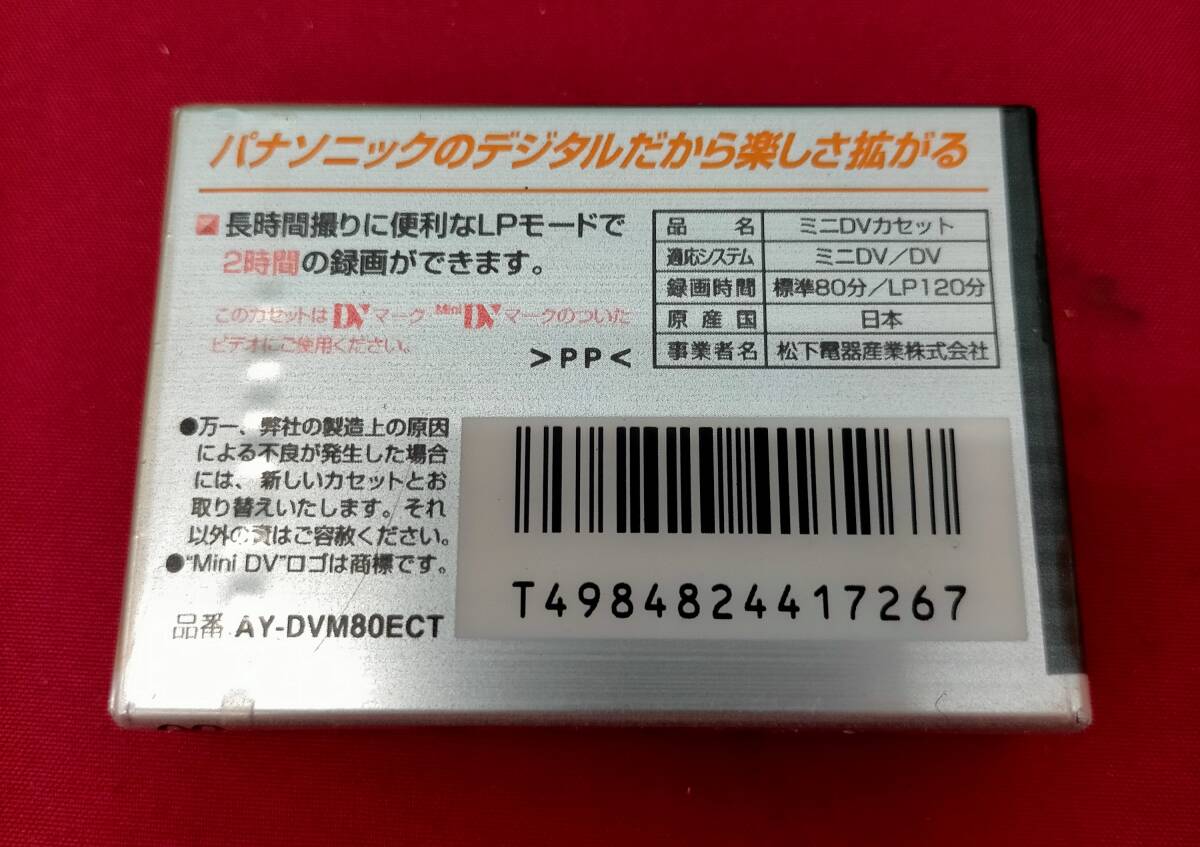 パナソニックのデジタルだから楽しさ拡がる
長時間撮りに便利なLPモードで
2時間の録画ができます。
このカセットは DV マーク Mini DV マークのついた
ビデオにご使用ください。
>PP<
品名 ミニDVカセット
適応システム ミニDV/DV
録画時間 標準80分/LP120分
原産国 日本
事業者名 松下電器産業株式会社
●万一、弊社の製造上の原因
による不良が発生した場合
には、新しいカセットとお
取り替えいたします。それ
以外の責はご容赦ください。
●"Mini DV"ロゴは商標です。
品番 AY-DVM80ECT
T4984824417267